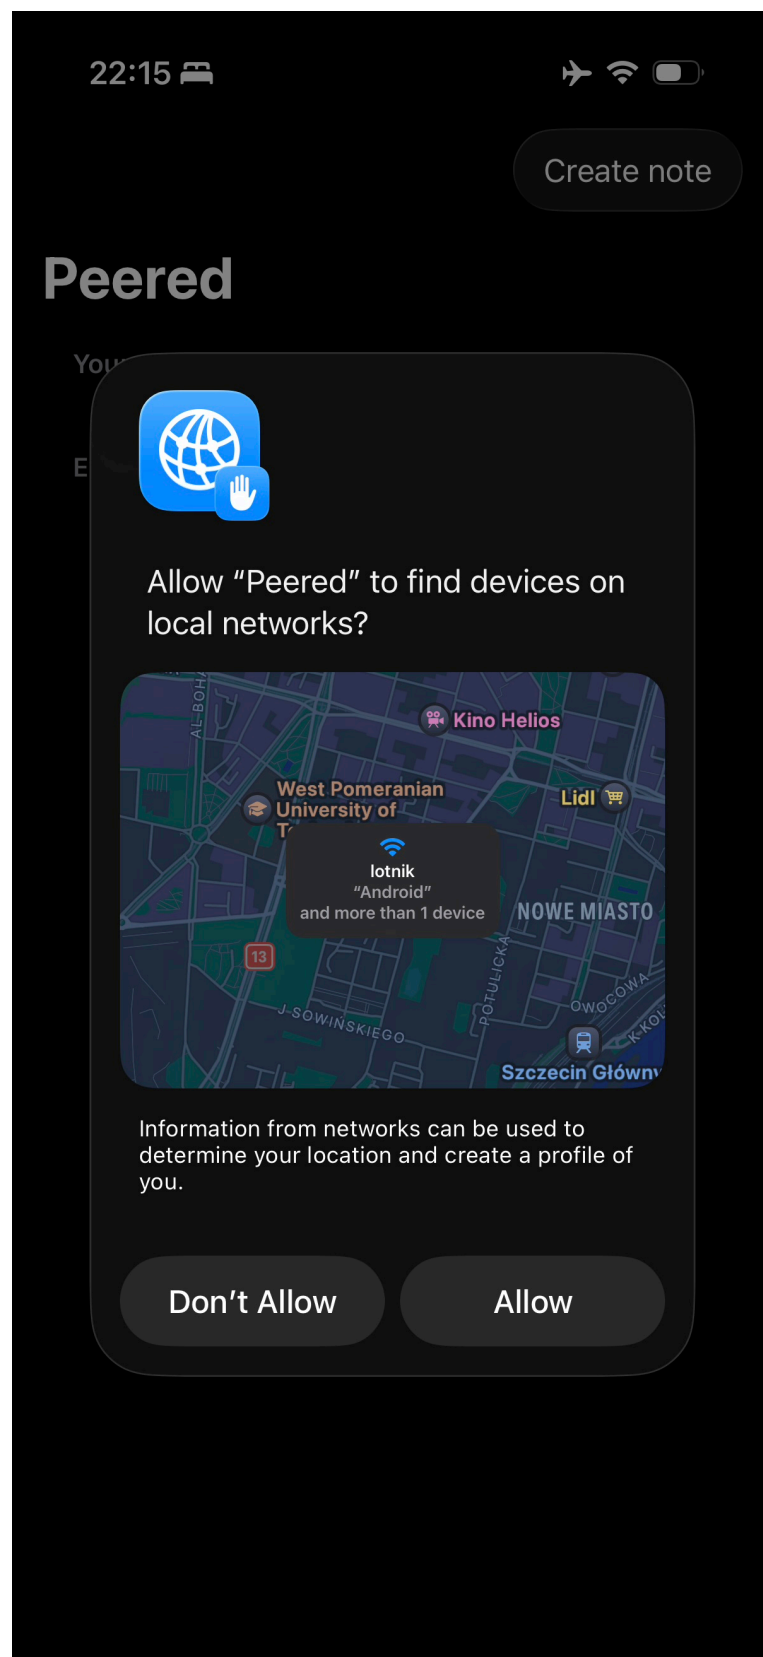 22:15
Create note
Peered
Allow “Peered” to find devices on
local networks?
AL-BOHA
Kino Helios
West Pomeranian
University of
Lidl
lotnik
“Android”
and more than 1 device
NOWE MIASTO
13
POTULICKA
J-SOWIŃSKIEGO
OWOCOWA
K-KOL
Szczecin Główny
Information from networks can be used to
determine your location and create a profile of
you.
Don’t Allow
Allow